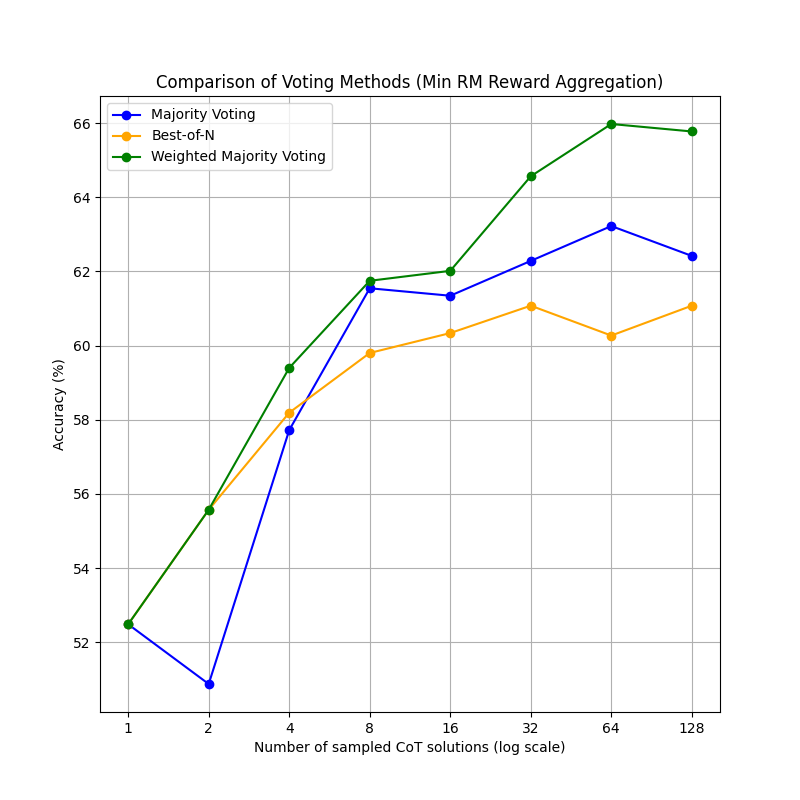 Comparison of Voting Methods (Min RM Reward Aggregation)
Majority Voting
Best-of-N
Weighted Majority Voting
66
64
62
60
58
56
54
52
Accuracy (%)
1 2 4 8 16 32 64 128
Number of sampled CoT solutions (log scale)